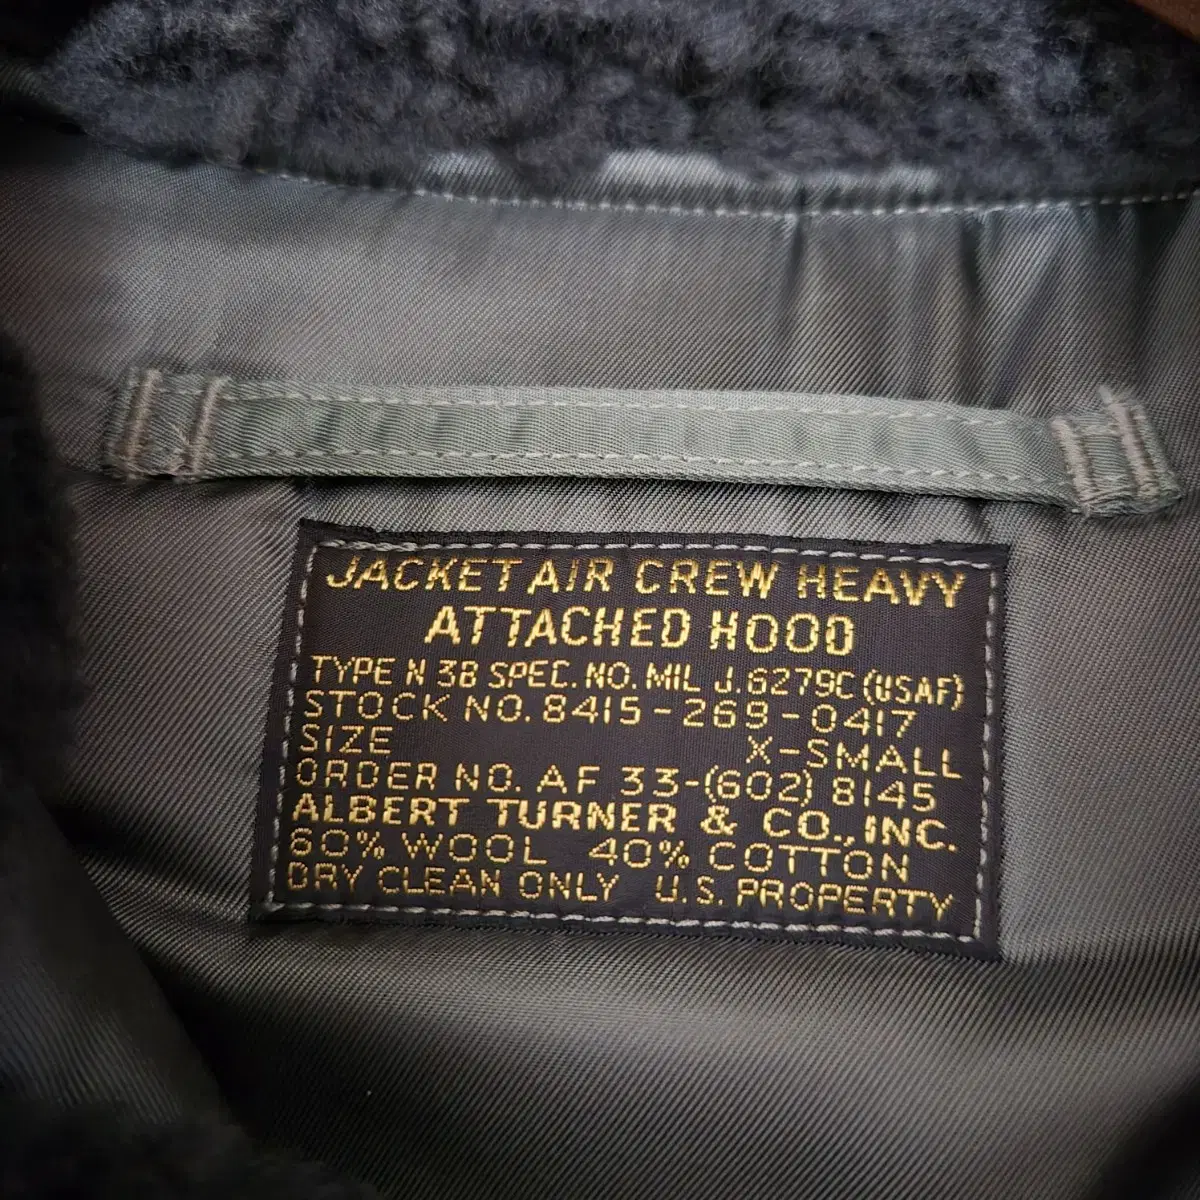 JACKET AIR CREW HEAVY
ATTACHED HOOD
TYPE N 3B SPEC. NO. MIL J.6279C (USAF)
STOCK NO. 8415-269-0417
SIZE X-SMALL
ORDER NO. AF 33-(602) 8145
ALBERT TURNER & CO., INC.
60% WOOL 40% COTTON
DRY CLEAN ONLY U.S. PROPERTY